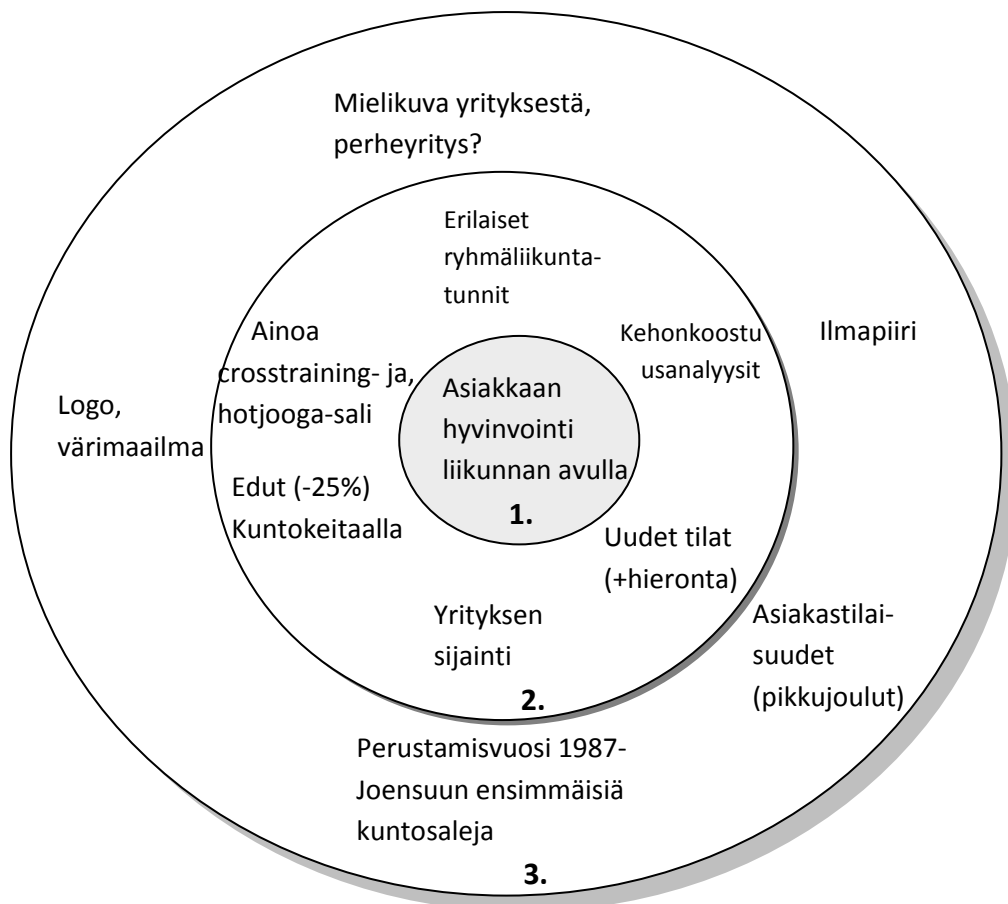 Mielikuva yrityksestä,
perheyritys?
Erilaiset
ryhmäliikunta-
tunnit
Ainoa
crosstraining- ja,
hotjooga-sali
Kehonkoostu
usanalyysit
Ilmapiiri
Logo,
värimaailma
Asiakkaan
hyvinvointi
liikunnan avulla
1.
Edut (-25%)
Kuntokeitaalla
Uudet tilat
(+hieronta)
Yrityksen
sijainti
2.
Asiakastilai-
suudet
(pikkujoulut)
Perustamisvuosi 1987-
Joensuun ensimmäisiä
kuntosaleja
3.